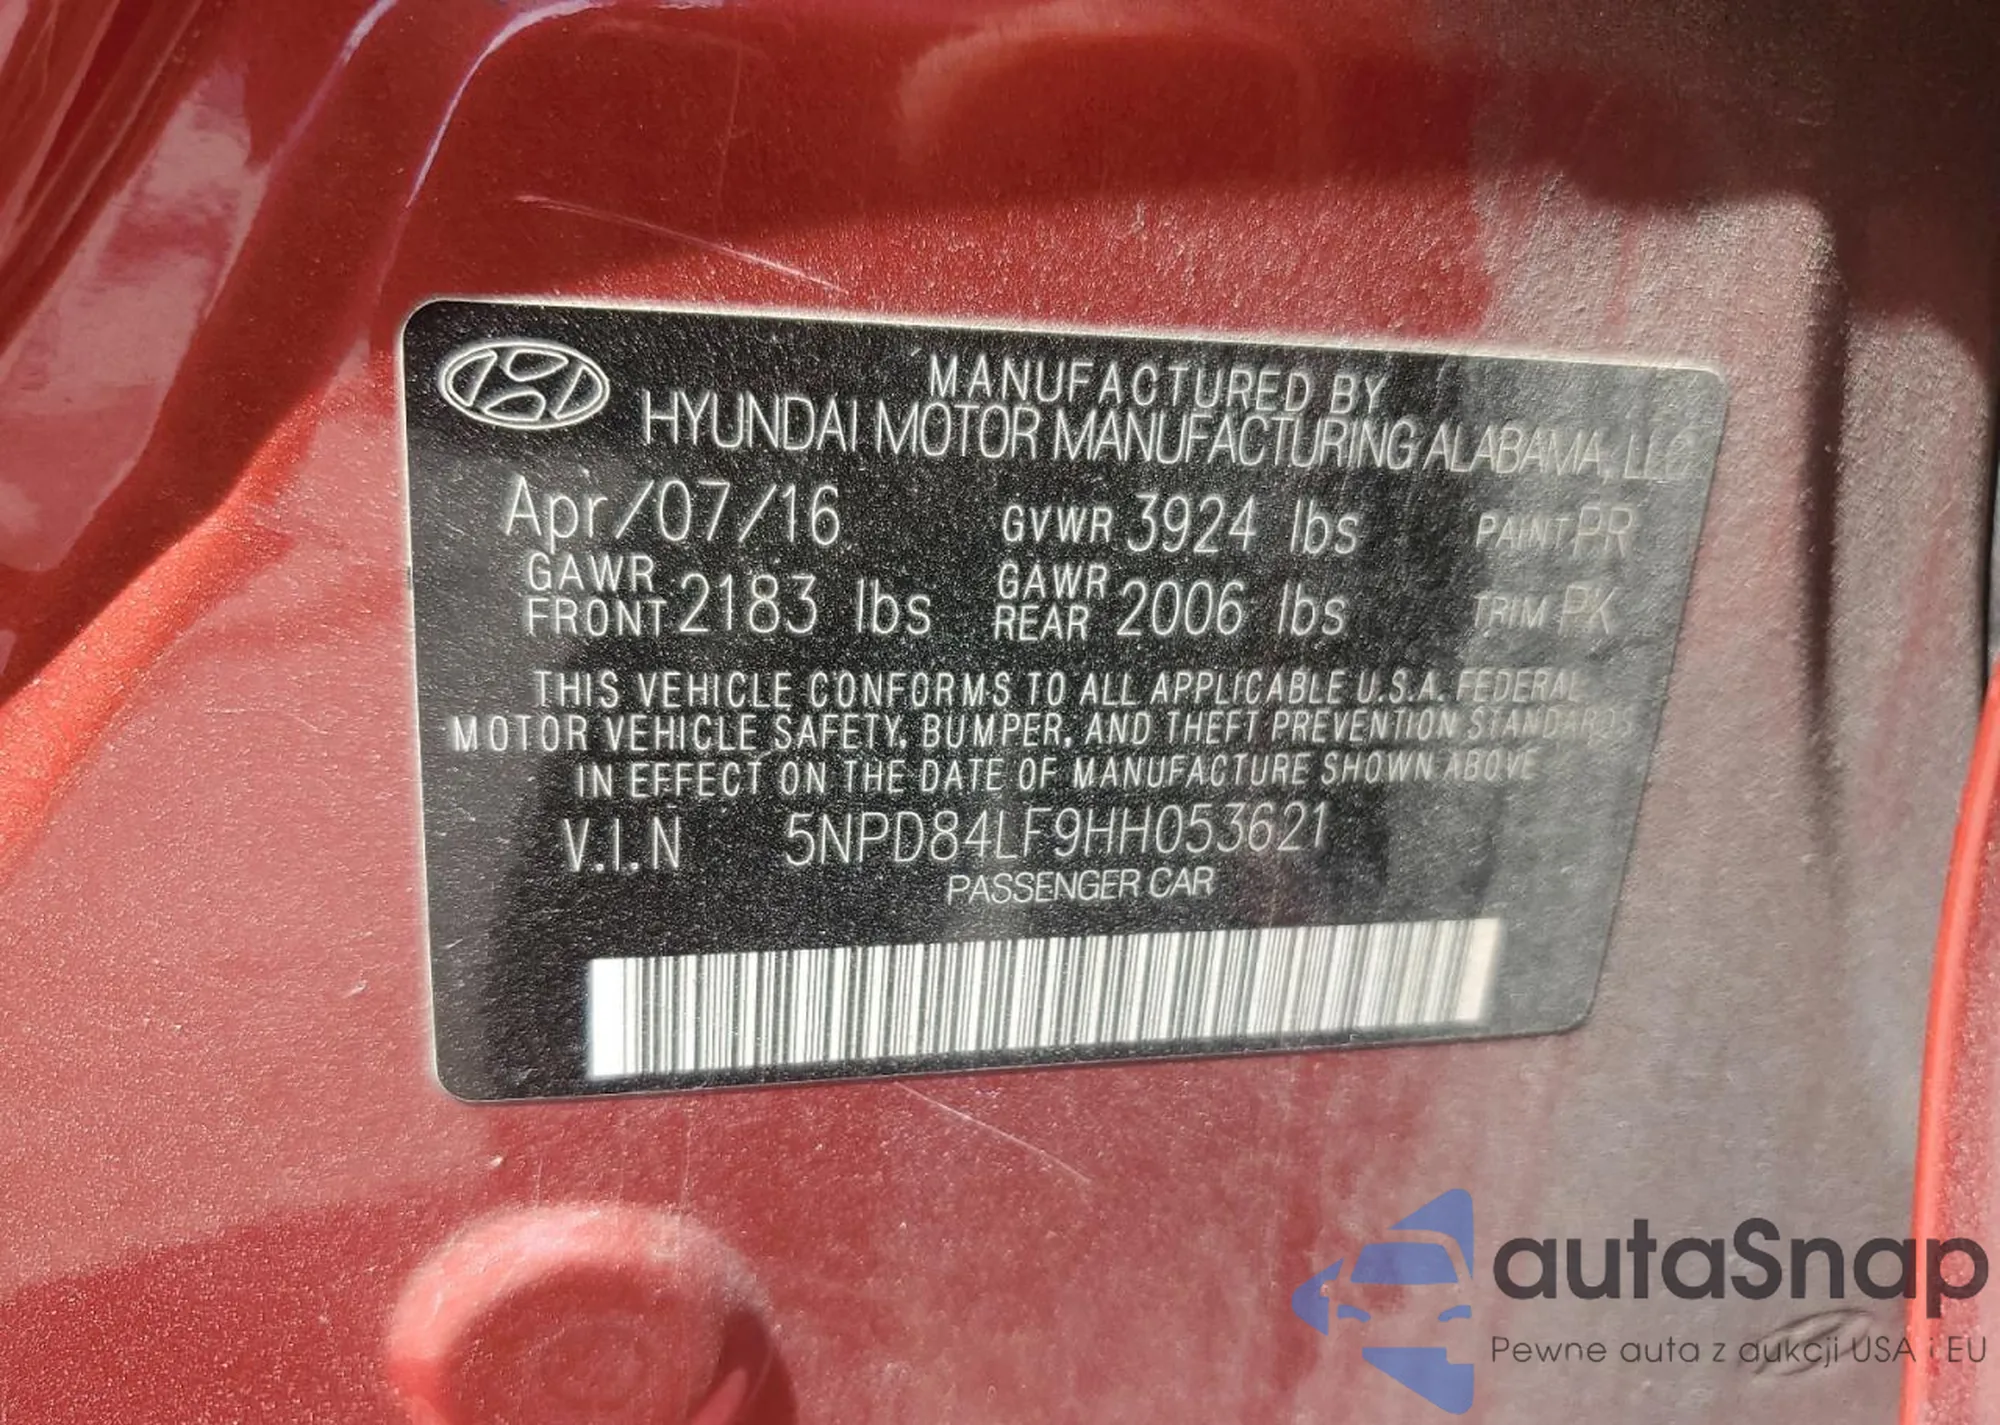 MANUFACTURED BY
HYUNDAI MOTOR MANUFACTURING ALABAMA, LLC
Apr/07/16 GVWR 3924 lbs PAINT PR
GAWR FRONT 2183 lbs GAWR REAR 2006 lbs TRIM PK
THIS VEHICLE CONFORMS TO ALL APPLICABLE U.S.A. FEDERAL
MOTOR VEHICLE SAFETY, BUMPER, AND THEFT PREVENTION STANDARDS
IN EFFECT ON THE DATE OF MANUFACTURE SHOWN ABOVE
V.I.N 5NPD84LF9HH053621
PASSENGER CAR
autaSnap
Pewne auta z aukcji USA i EU